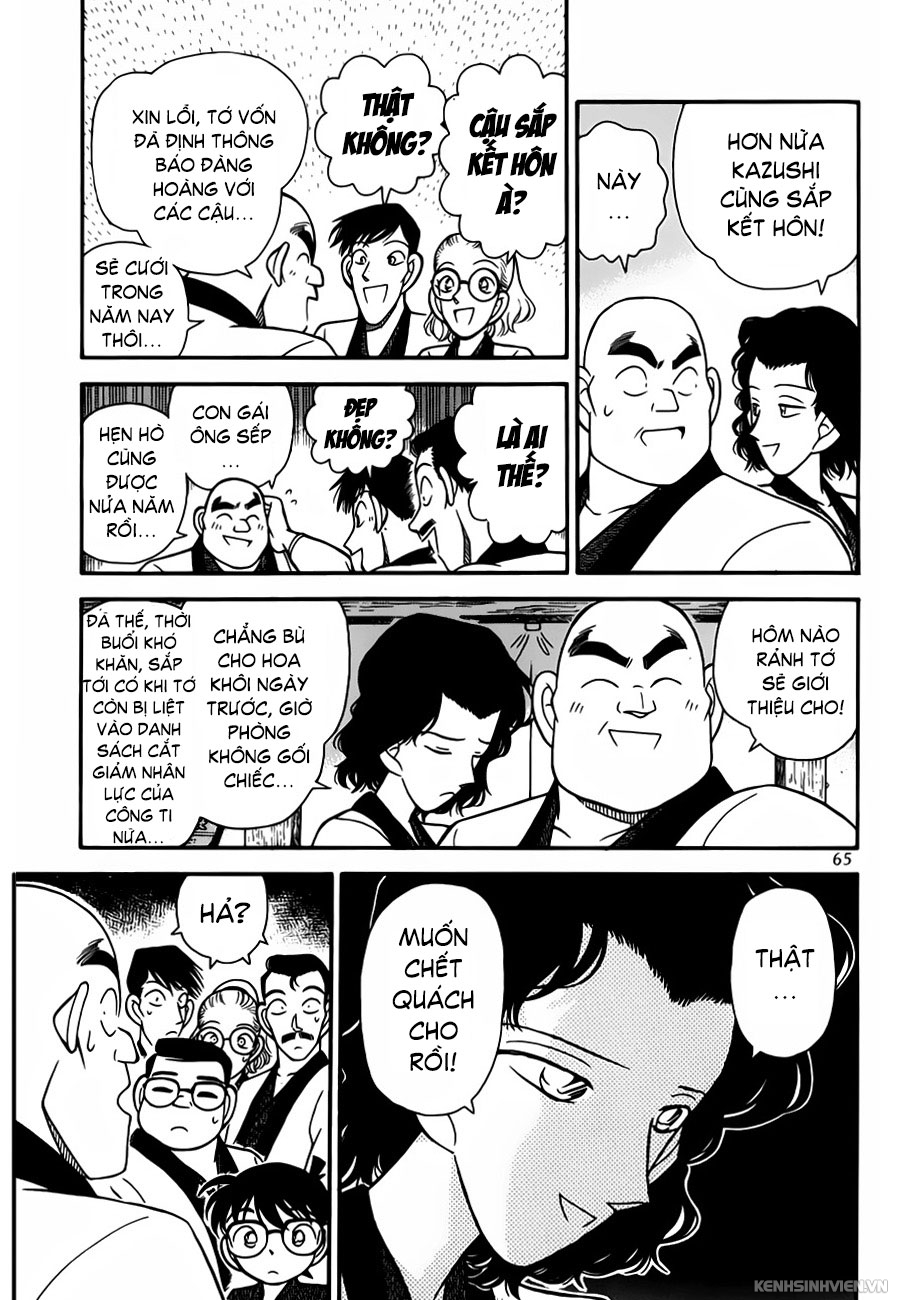 HƠN NỮA
KAZUSHI
CŨNG SẮP
KẾT HÔN!
NÀY
...
CẬU SẮP
KẾT HÔN
À?
THẬT
KHÔNG?
XIN LỖI, TỚ VỐN
ĐÃ ĐỊNH THÔNG
BÁO ĐÀNG
HOÀNG VỚI
CÁC CẬU...
SẼ CƯỚI
TRONG
NĂM NAY
THÔI...
LÀ AI
THẾ?
ĐẸP
KHÔNG?
CON GÁI
ÔNG SẾP
...
HẸN HÒ
CŨNG
ĐƯỢC
NỬA NĂM
RỒI...
HÔM NÀO
RẢNH TỚ
SẼ GIỚI
THIỆU CHO!
CHẲNG BÙ
CHO HOA
KHÔI NGÀY
TRƯỚC, GIỜ
PHÒNG
KHÔNG GỐI
CHIẾC...
ĐÃ THẾ, THỜI
BUỔI KHÓ
KHĂN, SẮP
TỚI CÓ KHI TỚ
CÒN BỊ LIỆT
VÀO DANH
SÁCH CẮT
GIẢM NHÂN
LỰC CỦA
CÔNG TI
NỮA...
65
THẬT
...
MUỐN
CHẾT
QUÁCH
CHO
RỒI!
HẢ?
KENHSINHVIEN.VN